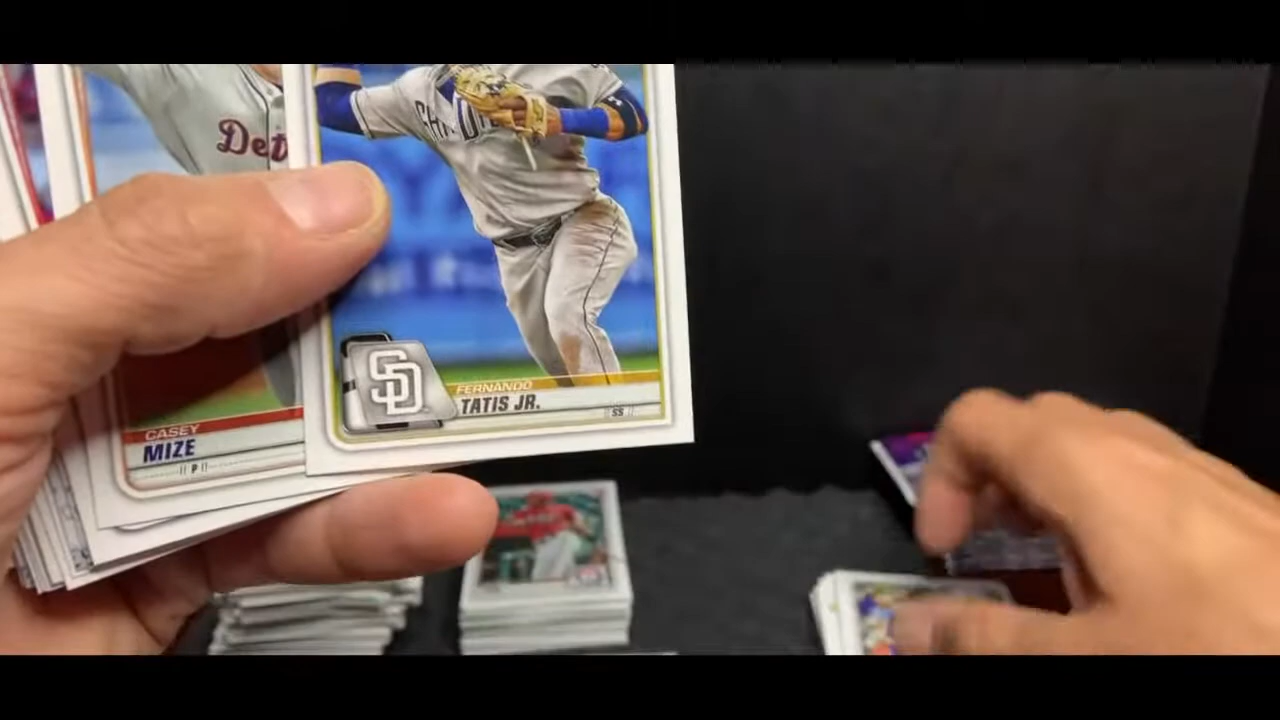 Det
CASEY
MIZE
P
SD
FERNANDO
TATIS JR.
SS